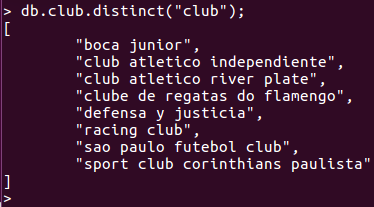 > db.club.distinct("club");
[
        "boca junior",
        "club atletico independiente",
        "club atletico river plate",
        "clube de regatas do flamengo",
        "defensa y justicia",
        "racing club",
        "sao paulo futebol club",
        "sport club corinthians paulista"
]
>